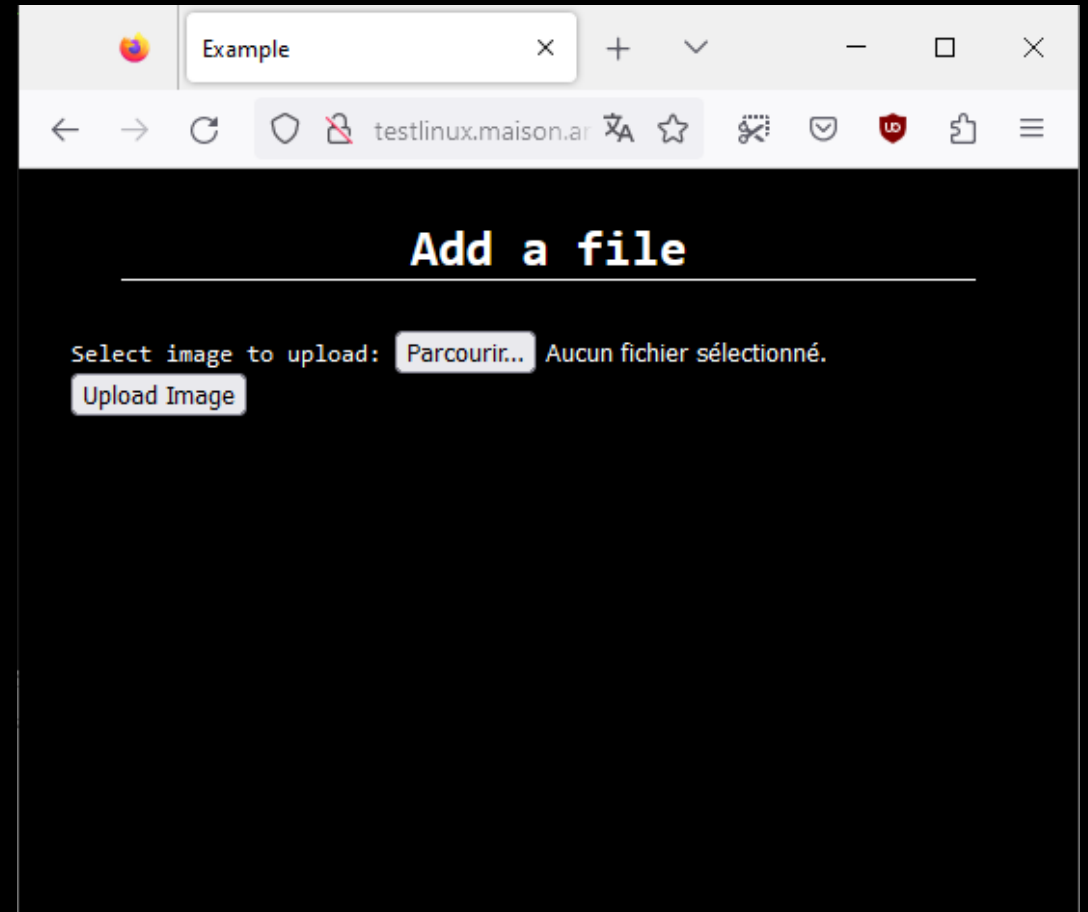 Example
testlinux.maison.ar
Add a file
Select image to upload: Parcourir... Aucun fichier sélectionné.
Upload Image